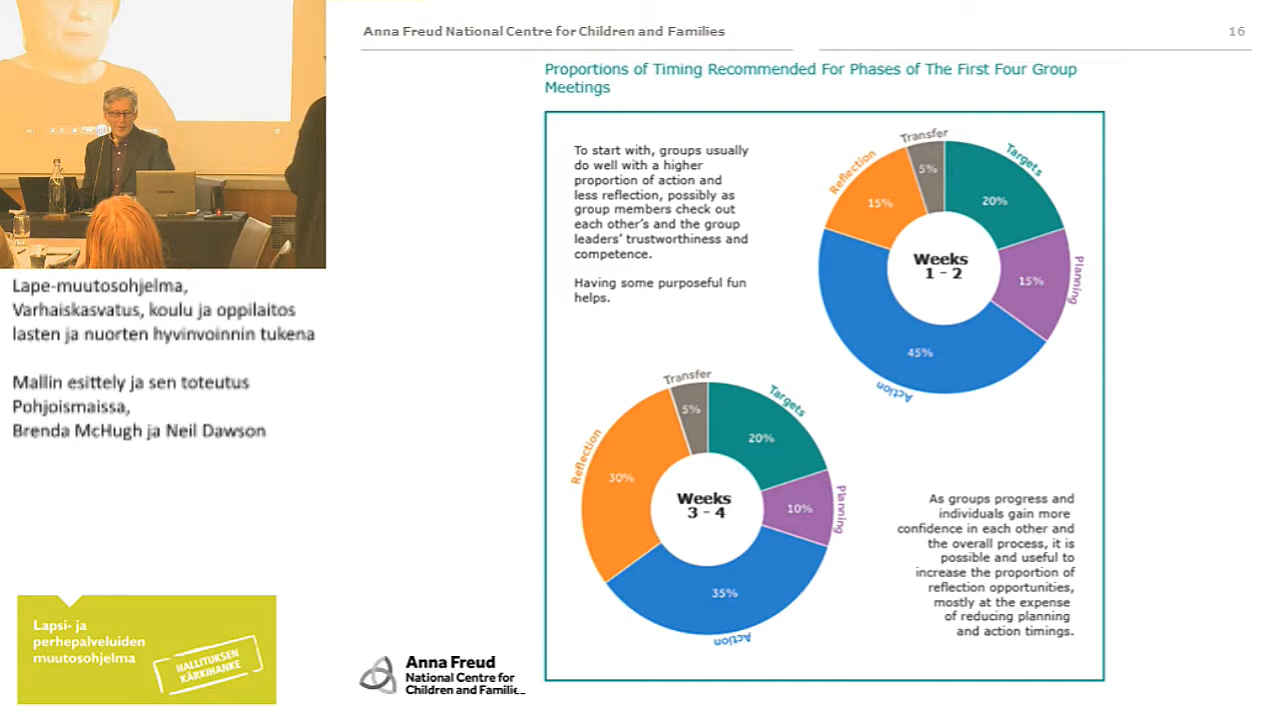 Anna Freud National Centre for Children and Families
16
Proportions of Timing Recommended For Phases of The First Four Group
Meetings
To start with, groups usually
do well with a higher
proportion of action and
less reflection, possibly as
group members check out
each other's and the group
leaders' trustworthiness and
competence.
Having some purposeful fun
helps.
Transfer
5%
Targets
20%
Planning
15%
Action
45%
Reflection
15%
Weeks
1 - 2
Transfer
5%
Targets
20%
Planning
10%
Action
35%
Reflection
30%
Weeks
3 - 4
As groups progress and
individuals gain more
confidence in each other and
the overall process, it is
possible and useful to
increase the proportion of
reflection opportunities,
mostly at the expense
of reducing planning
and action timings.
Lape-muutosohjelma,
Varhaiskasvatus, koulu ja oppilaitos
lasten ja nuorten hyvinvoinnin tukena
Mallin esittely ja sen toteutus
Pohjoismaissa,
Brenda McHugh ja Neil Dawson
Lapsi- ja
perhepalveluiden
muutosohjelma
HALLITUKSEN
KÄRKIHANKE
Anna Freud
National Centre for
Children and Families